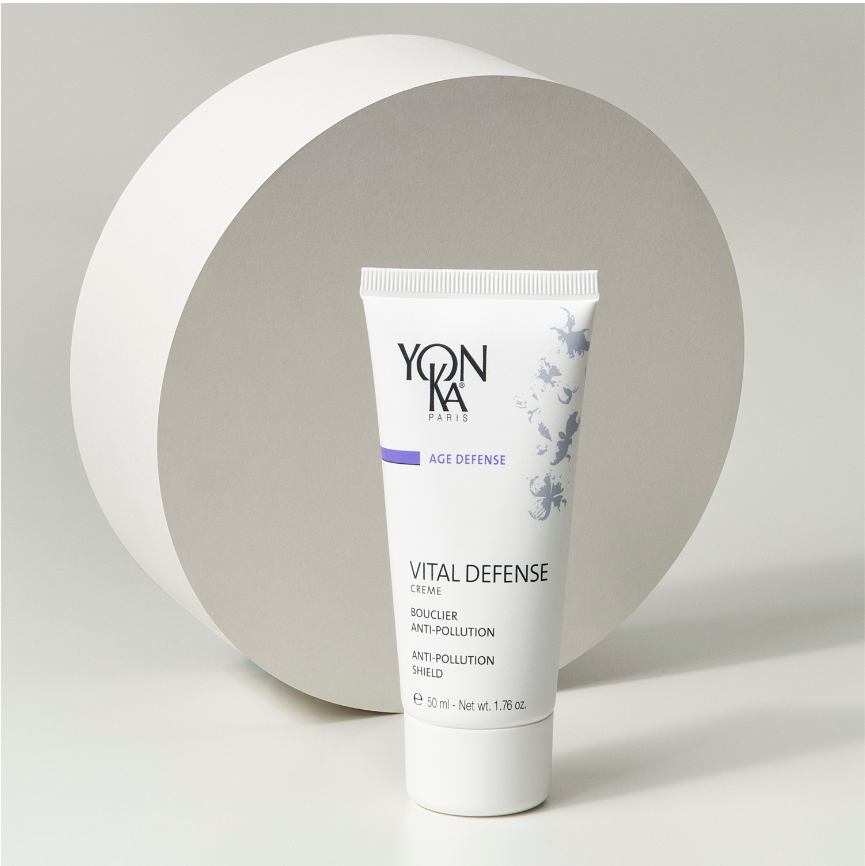 YON
KA®
PARIS
AGE DEFENSE
VITAL DEFENSE
CREME
BOUCLIER
ANTI-POLLUTION
ANTI-POLLUTION
SHIELD
℮ 50 ml - Net wt. 1.76 oz.